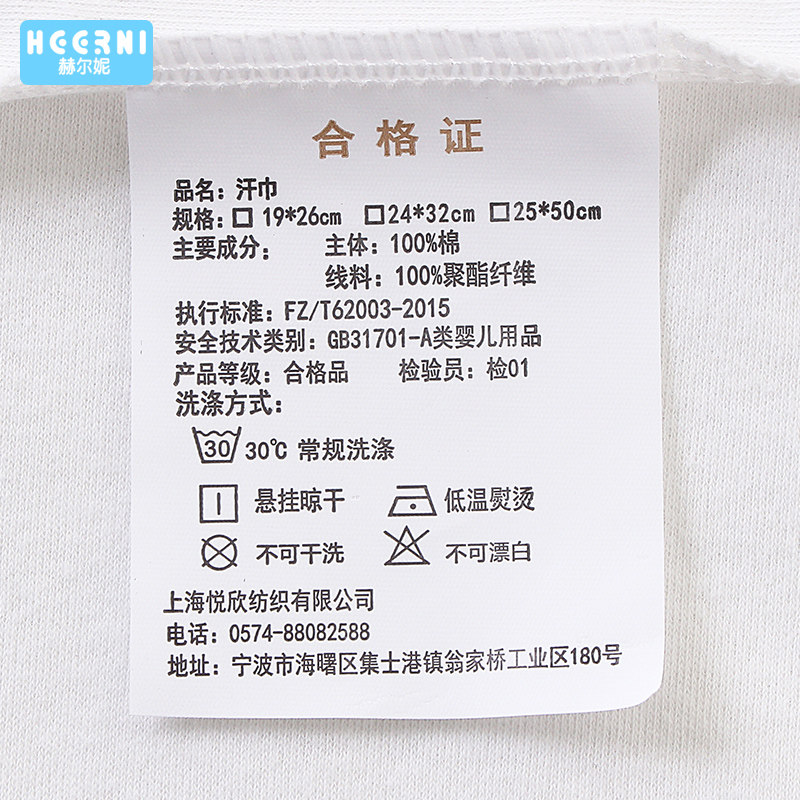 HEERNI
赫尔妮
合格证
品名：汗巾
规格：□ 19*26cm □24*32cm □25*50cm
主要成分： 主体：100%棉
线料：100%聚酯纤维
执行标准：FZ/T62003-2015
安全技术类别：GB31701-A类婴儿用品
产品等级：合格品 检验员：检01
洗涤方式：
30 30℃ 常规洗涤
悬挂晾干 低温熨烫
不可干洗 不可漂白
上海悦欣纺织有限公司
电话：0574-88082588
地址：宁波市海曙区集士港镇翁家桥工业区180号